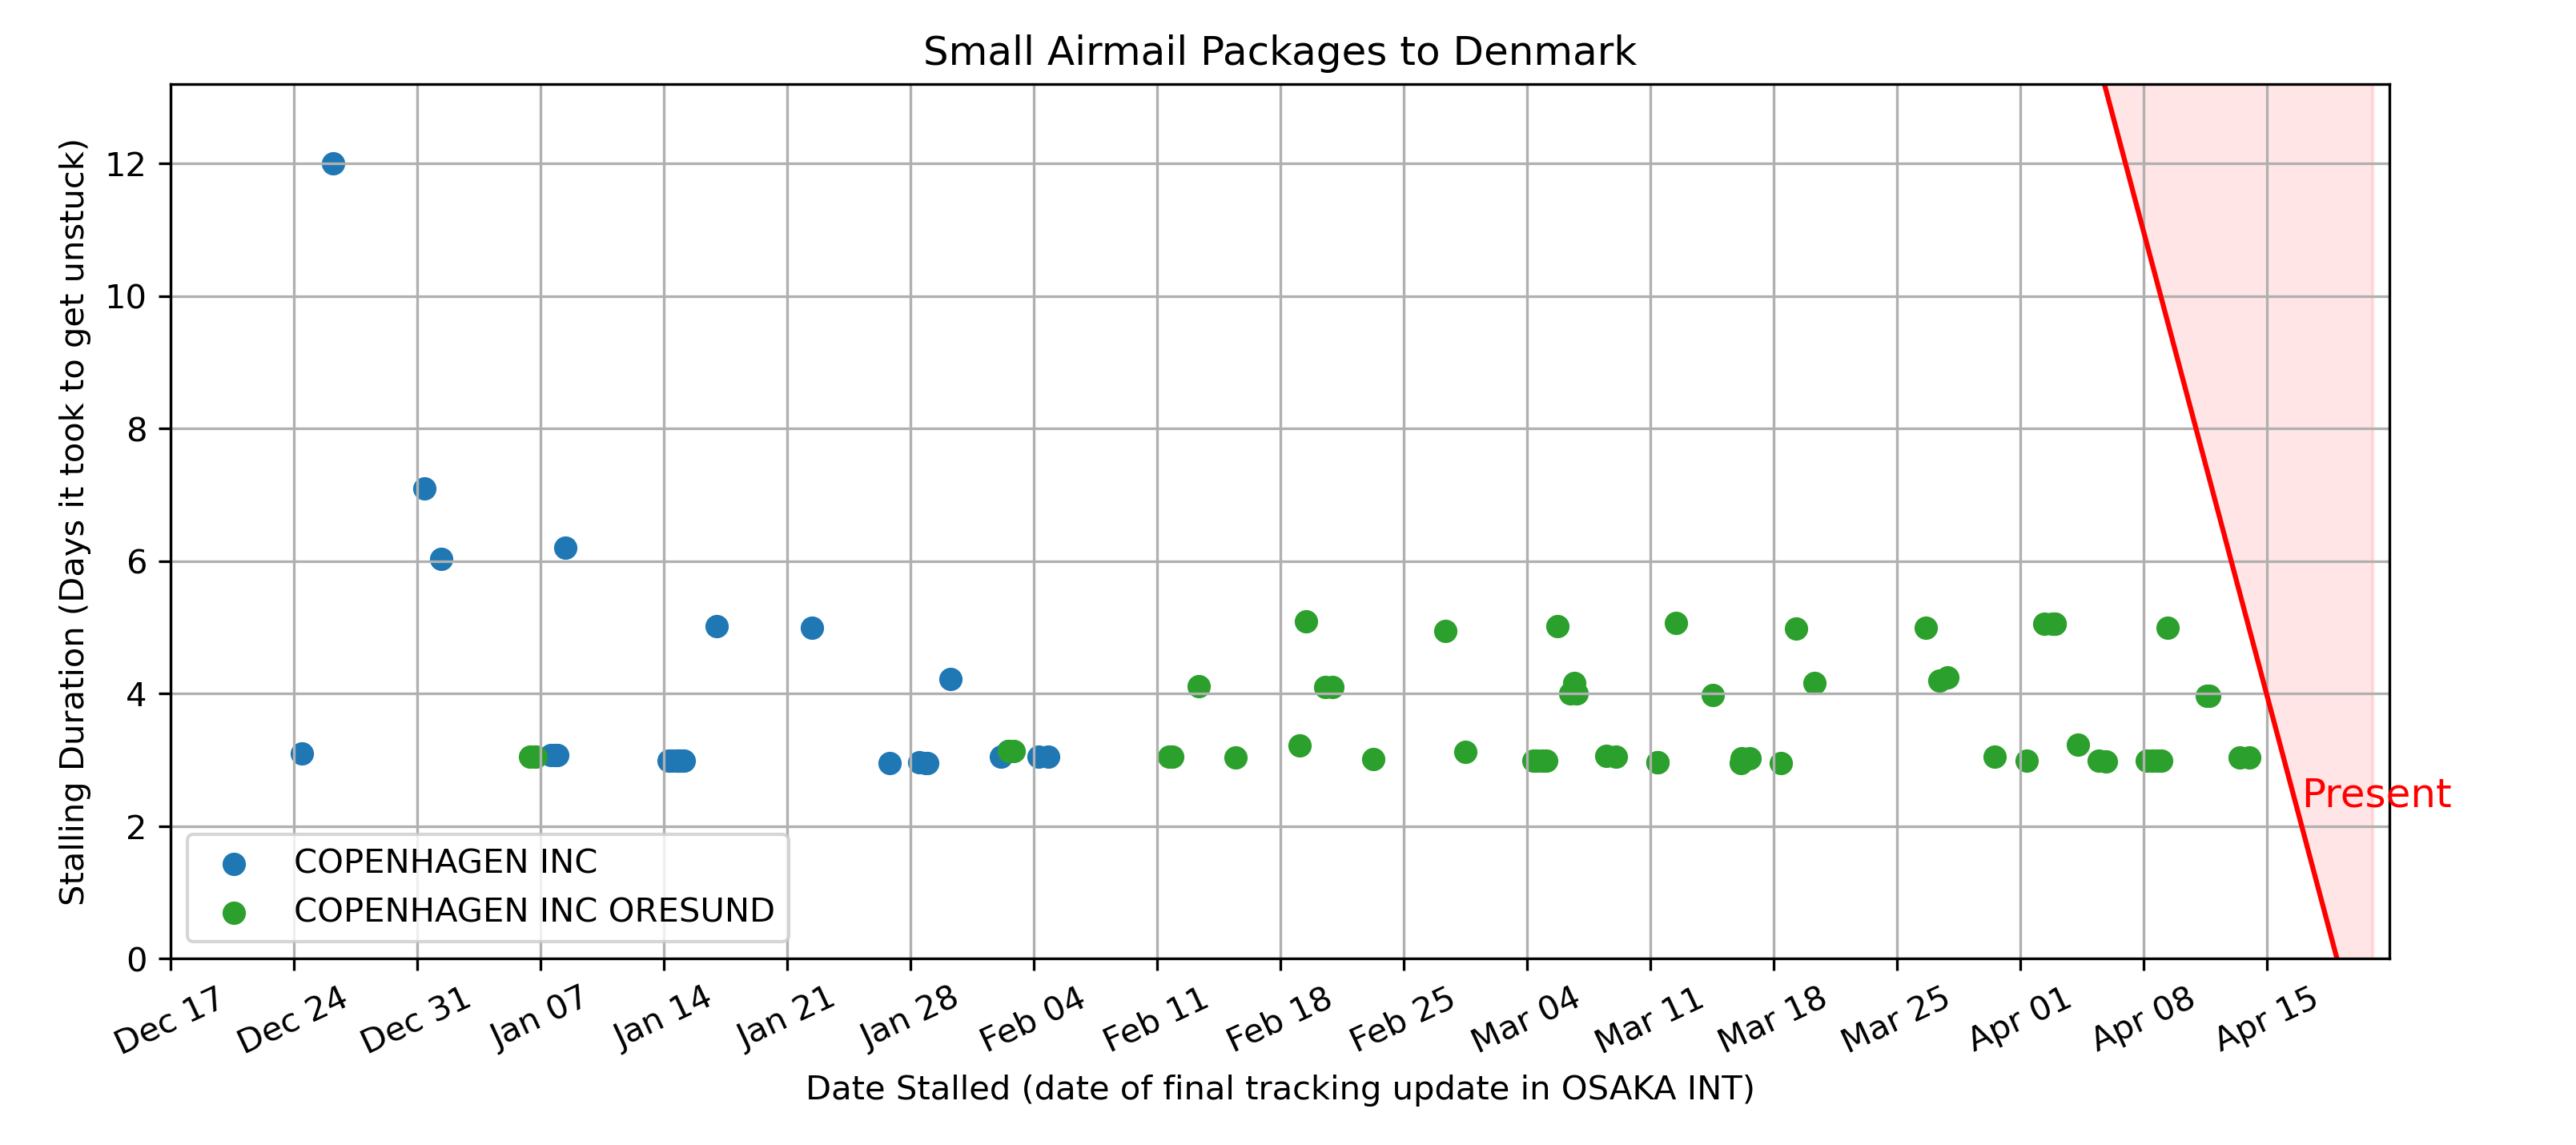 Small Airmail Packages to Denmark
Stalling Duration (Days it took to get unstuck)
12
10
8
6
4
2
0
Present
COPENHAGEN INC
COPENHAGEN INC ORESUND
Dec 17
Dec 24
Dec 31
Jan 07
Jan 14
Jan 21
Jan 28
Feb 04
Feb 11
Feb 18
Feb 25
Mar 04
Mar 11
Mar 18
Mar 25
Apr 01
Apr 08
Apr 15
Date Stalled (date of final tracking update in OSAKA INT)